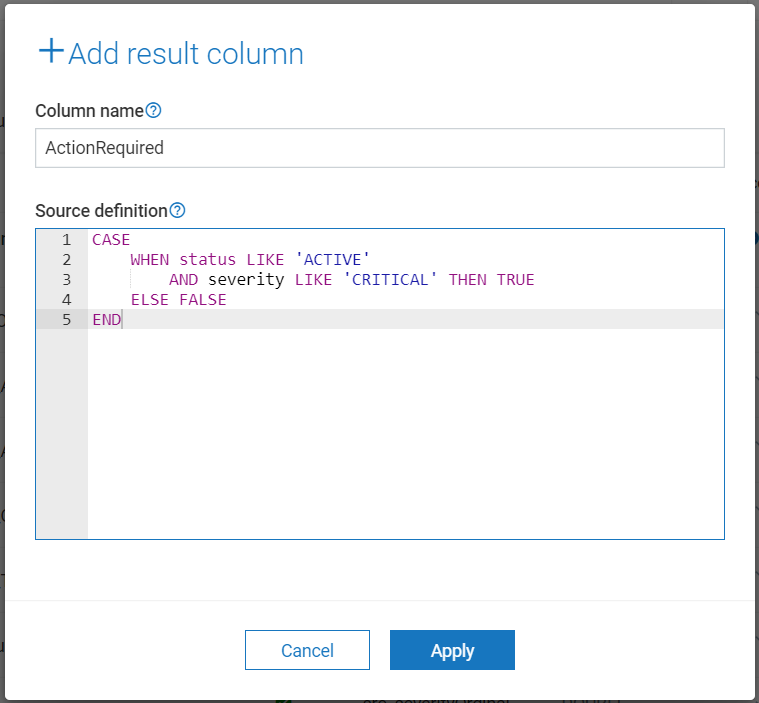 +Add result column
Column name?
ActionRequired
Source definition?
1 CASE
2     WHEN status LIKE 'ACTIVE'
3         AND severity LIKE 'CRITICAL' THEN TRUE
4     ELSE FALSE
5 END
Cancel Apply